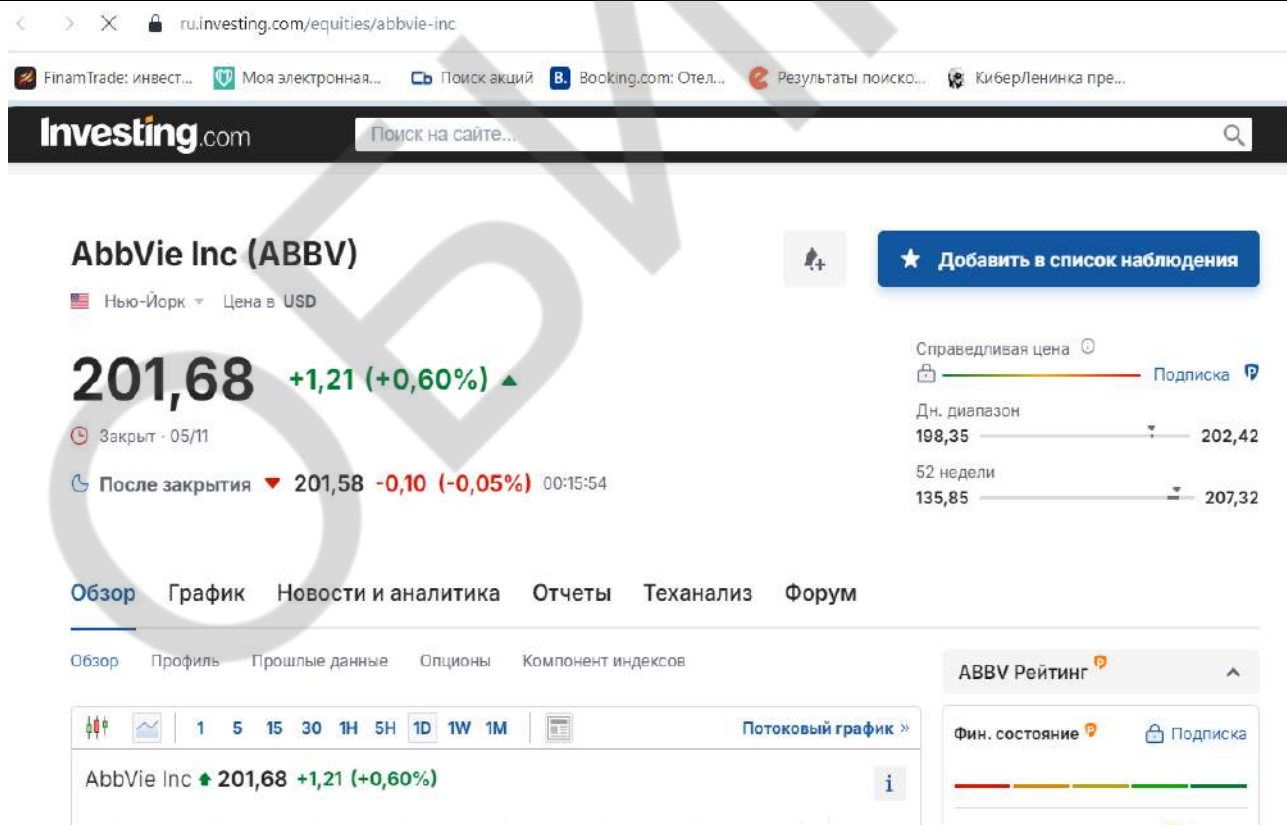 ru.investing.com/equities/abbvie-inc
FinamTrade: инвест... Моя электронная... Сь Поиск акций B. Booking.com: Отел... Результаты поиско... КиберЛенинка пре...
Investing.com Поиск на сайте...
AbbVie Inc (ABBV)
Добавить в список наблюдения
Нью-Йорк Цена в USD
201,68 +1,21 (+0,60%)
Справедливая цена
Подписка
Закрыт · 05/11
Дн. диапазон
198,35 202,42
После закрытия 201,58 -0,10 (-0,05%) 00:15:54
52 недели
135,85 207,32
Обзор График Новости и аналитика Отчеты Теханализ Форум
Обзор Профиль Прошлые данные Опционы Компонент индексов
ABBV Рейтинг
1 5 15 30 1H 5H 1D 1W 1M Потоковый график »
Фин. состояние Подписка
AbbVie Inc 201,68 +1,21 (+0,60%) i